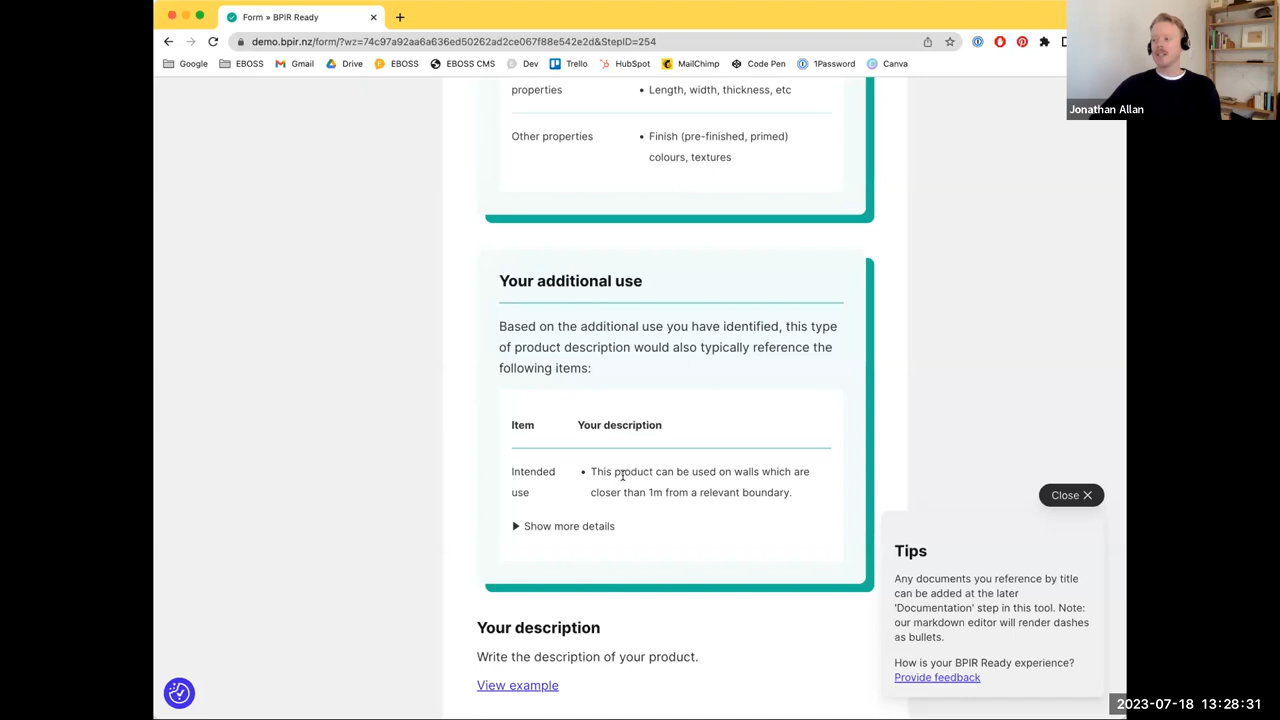 Form » BPIR Ready
demo.bpir.nz/form/?wz=74c97a92aa6a636ed50262ad2ce067f88e542e2d&StepID=254
Google EBOSS Gmail Drive EBOSS EBOSS CMS Dev Trello HubSpot MailChimp Code Pen 1Password Canva
Jonathan Allan
properties • Length, width, thickness, etc
Other properties • Finish (pre-finished, primed)
colours, textures
Your additional use
Based on the additional use you have identified, this type
of product description would also typically reference the
following items:
Item Your description
Intended • This product can be used on walls which are
use closer than 1m from a relevant boundary.
Show more details
Your description
Write the description of your product.
View example
Close
Tips
Any documents you reference by title
can be added at the later
'Documentation' step in this tool. Note:
our markdown editor will render dashes
as bullets.
How is your BPIR Ready experience?
Provide feedback
2023-07-18 13:28:31